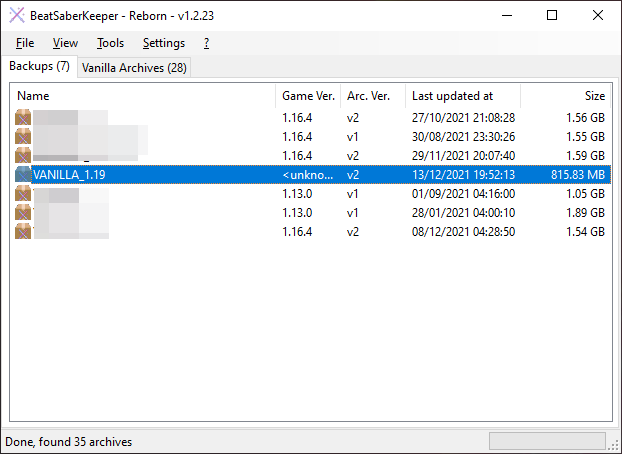 BeatSaberKeeper - Reborn - v1.2.23
File View Tools Settings ?
Backups (7) Vanilla Archives (28)
Name Game Ver. Arc. Ver. Last updated at Size
1.16.4 v2 27/10/2021 21:08:28 1.56 GB
1.16.4 v1 30/08/2021 23:30:26 1.55 GB
1.16.4 v2 29/11/2021 20:07:40 1.59 GB
VANILLA_1.19 <unkno... v2 13/12/2021 19:52:13 815.83 MB
1.13.0 v1 01/09/2021 04:16:00 1.05 GB
1.13.0 v1 28/01/2021 04:00:10 1.89 GB
1.16.4 v2 08/12/2021 04:28:50 1.54 GB
Done, found 35 archives